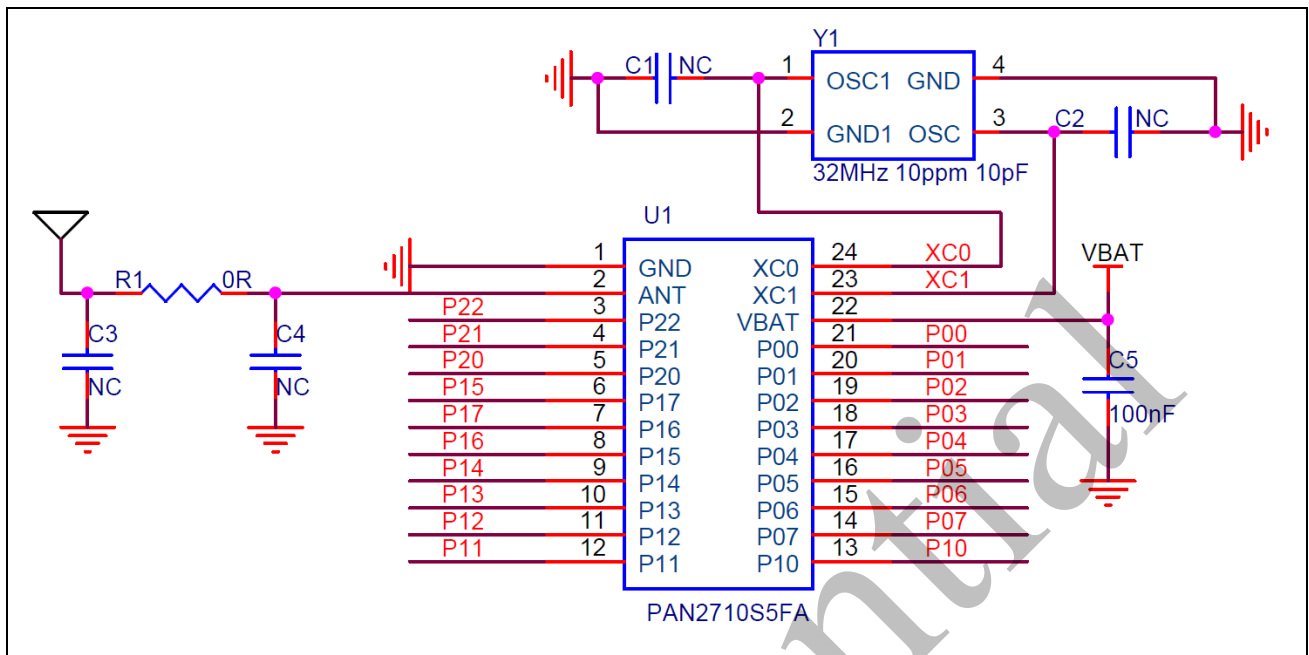 Y1
C1 NC
1 OSC1 GND 4
2 GND1 OSC 3
C2 NC
32MHz 10ppm 10pF
U1
R1 0R
C3
NC
C4
NC
1 GND XC0 24 XC0
2 ANT XC1 23 XC1
P22 3 P22 VBAT 22
P21 4 P21 P00 21 P00
P20 5 P20 P01 20 P01
P15 6 P17 P02 19 P02
P17 7 P16 P03 18 P03
P16 8 P15 P04 17 P04
P14 9 P14 P05 16 P05
P13 10 P13 P06 15 P06
P12 11 P12 P07 14 P07
P11 12 P11 P10 13 P10
VBAT
C5
100nF
PAN2710S5FA
ntial